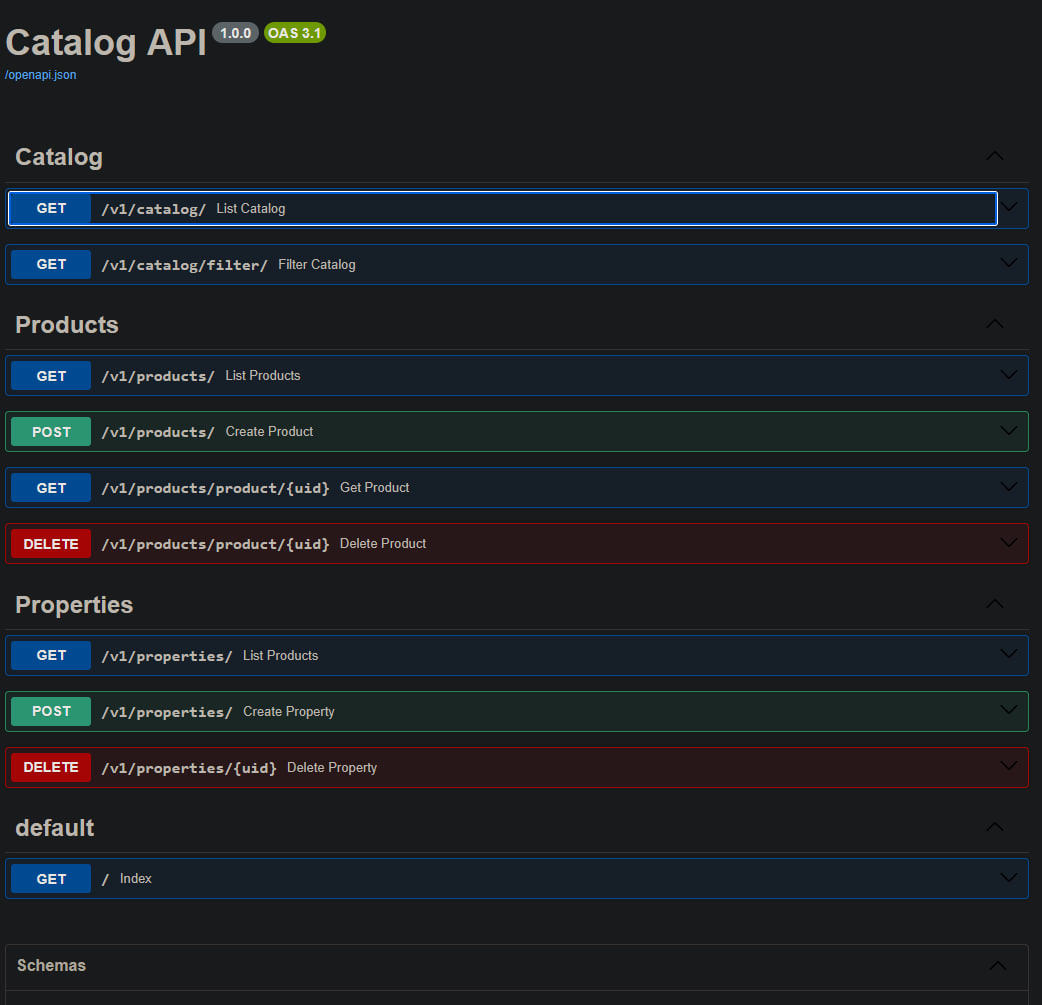 Catalog API 1.0.0 OAS 3.1
/openapi.json
Catalog
GET /v1/catalog/ List Catalog
GET /v1/catalog/filter/ Filter Catalog
Products
GET /v1/products/ List Products
POST /v1/products/ Create Product
GET /v1/products/product/{uid} Get Product
DELETE /v1/products/product/{uid} Delete Product
Properties
GET /v1/properties/ List Products
POST /v1/properties/ Create Property
DELETE /v1/properties/{uid} Delete Property
default
GET / Index
Schemas